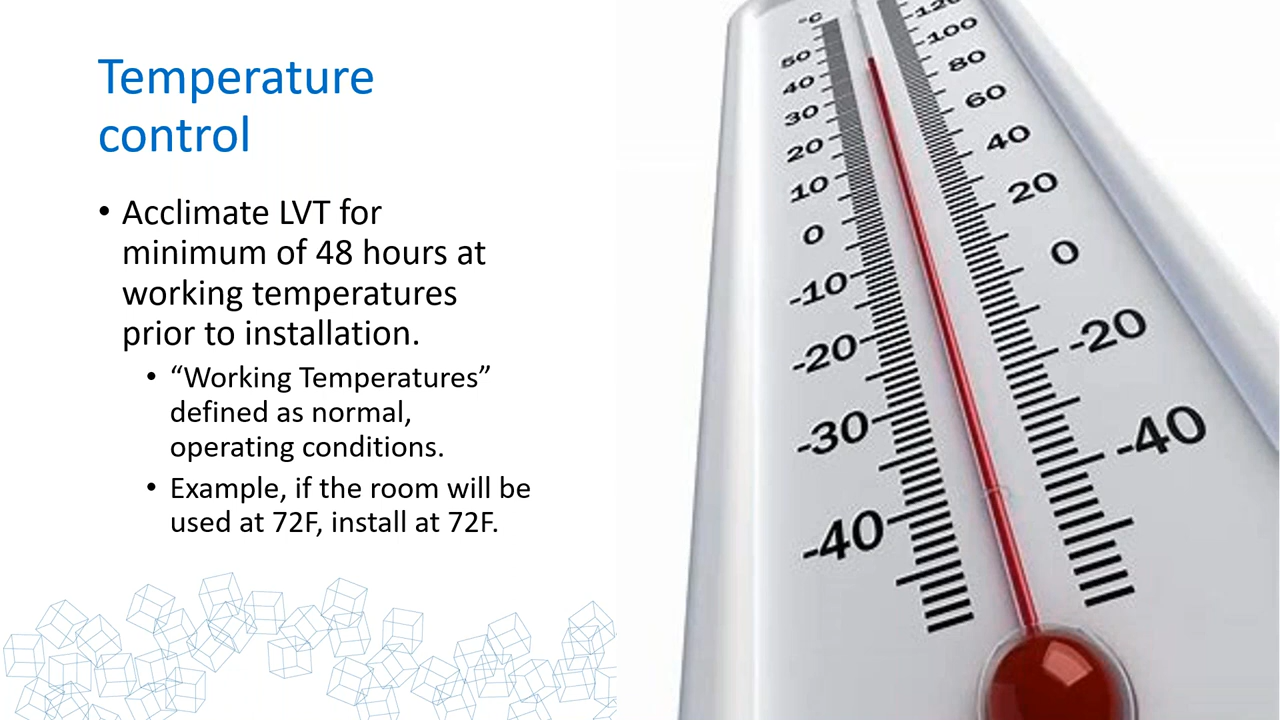 Temperature
control
• Acclimate LVT for
minimum of 48 hours at
working temperatures
prior to installation.
• “Working Temperatures”
defined as normal,
operating conditions.
• Example, if the room will be
used at 72F, install at 72F.
°C
120
50 100
40 80
30 60
20 40
10 20
0 0
-10
-20 -20
-30 -40
-40